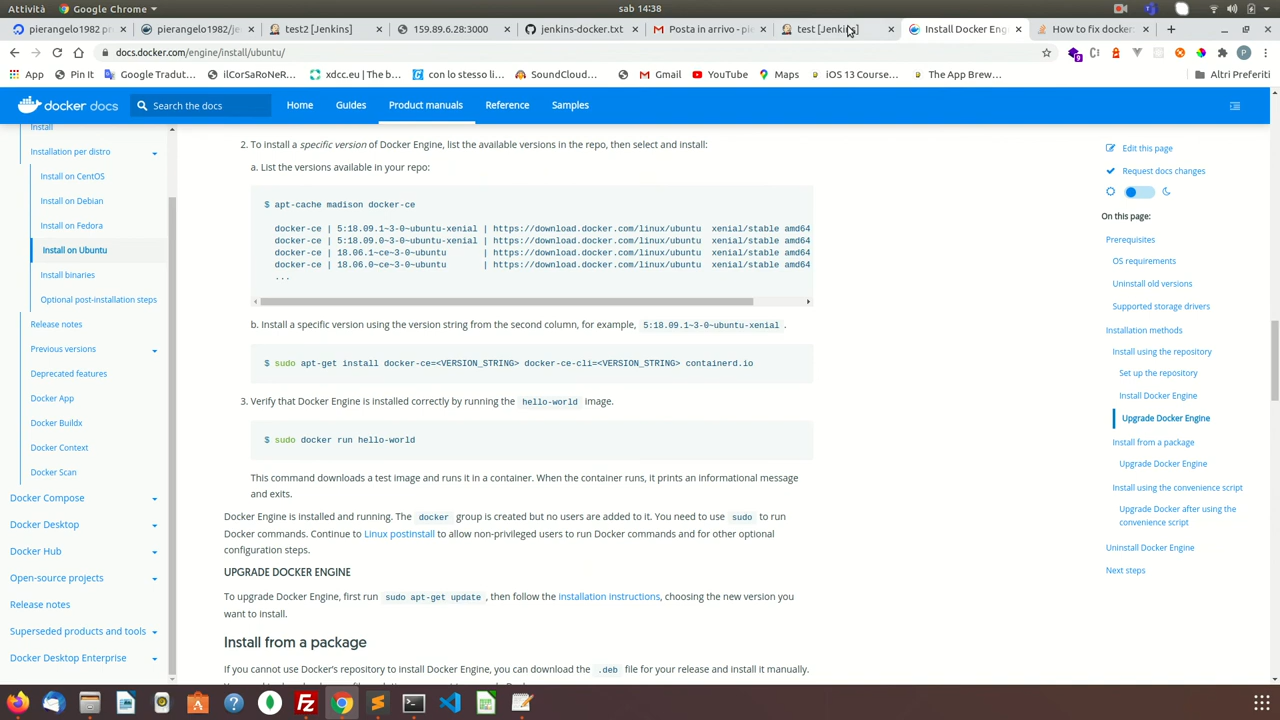 Attività
Google Chrome
sab 14:38
pierangelo1982 pro
pierangelo1982/jen
test2 [Jenkins]
159.89.6.28:3000
jenkins-docker.txt
Posta in arrivo - pie
test [Jenkins]
Install Docker Eng
How to fix docker:
docs.docker.com/engine/install/ubuntu/
App
Pin It
Google Tradut...
ilCorSaRoNeR...
xdcc.eu | The b...
con lo stesso li...
SoundCloud...
Gmail
YouTube
Maps
iOS 13 Course...
The App Brew...
Altri Preferiti
docker docs
Search the docs
Home
Guides
Product manuals
Reference
Samples
Install
Installation per distro
Install on CentOS
Install on Debian
Install on Fedora
Install on Ubuntu
Install binaries
Optional post-installation steps
Release notes
Previous versions
Deprecated features
Docker App
Docker Buildx
Docker Context
Docker Scan
Docker Compose
Docker Desktop
Docker Hub
Open-source projects
Release notes
Superseded products and tools
Docker Desktop Enterprise
2. To install a specific version of Docker Engine, list the available versions in the repo, then select and install:
a. List the versions available in your repo:
$ apt-cache madison docker-ce
docker-ce | 5:18.09.1~3-0~ubuntu-xenial | https://download.docker.com/linux/ubuntu xenial/stable amd64
docker-ce | 5:18.09.0~3-0~ubuntu-xenial | https://download.docker.com/linux/ubuntu xenial/stable amd64
docker-ce | 18.06.1~ce~3-0~ubuntu | https://download.docker.com/linux/ubuntu xenial/stable amd64
docker-ce | 18.06.0~ce~3-0~ubuntu | https://download.docker.com/linux/ubuntu xenial/stable amd64
...
b. Install a specific version using the version string from the second column, for example, 5:18.09.1~3-0~ubuntu-xenial .
$ sudo apt-get install docker-ce=<VERSION_STRING> docker-ce-cli=<VERSION_STRING> containerd.io
3. Verify that Docker Engine is installed correctly by running the hello-world image.
$ sudo docker run hello-world
This command downloads a test image and runs it in a container. When the container runs, it prints an informational message
and exits.
Docker Engine is installed and running. The docker group is created but no users are added to it. You need to use sudo to run
Docker commands. Continue to Linux postinstall to allow non-privileged users to run Docker commands and for other optional
configuration steps.
UPGRADE DOCKER ENGINE
To upgrade Docker Engine, first run sudo apt-get update , then follow the installation instructions, choosing the new version you
want to install.
Install from a package
If you cannot use Docker's repository to install Docker Engine, you can download the .deb file for your release and install it manually.
Edit this page
Request docs changes
On this page:
Prerequisites
OS requirements
Uninstall old versions
Supported storage drivers
Installation methods
Install using the repository
Set up the repository
Install Docker Engine
Upgrade Docker Engine
Install from a package
Upgrade Docker Engine
Install using the convenience script
Upgrade Docker after using the
convenience script
Uninstall Docker Engine
Next steps